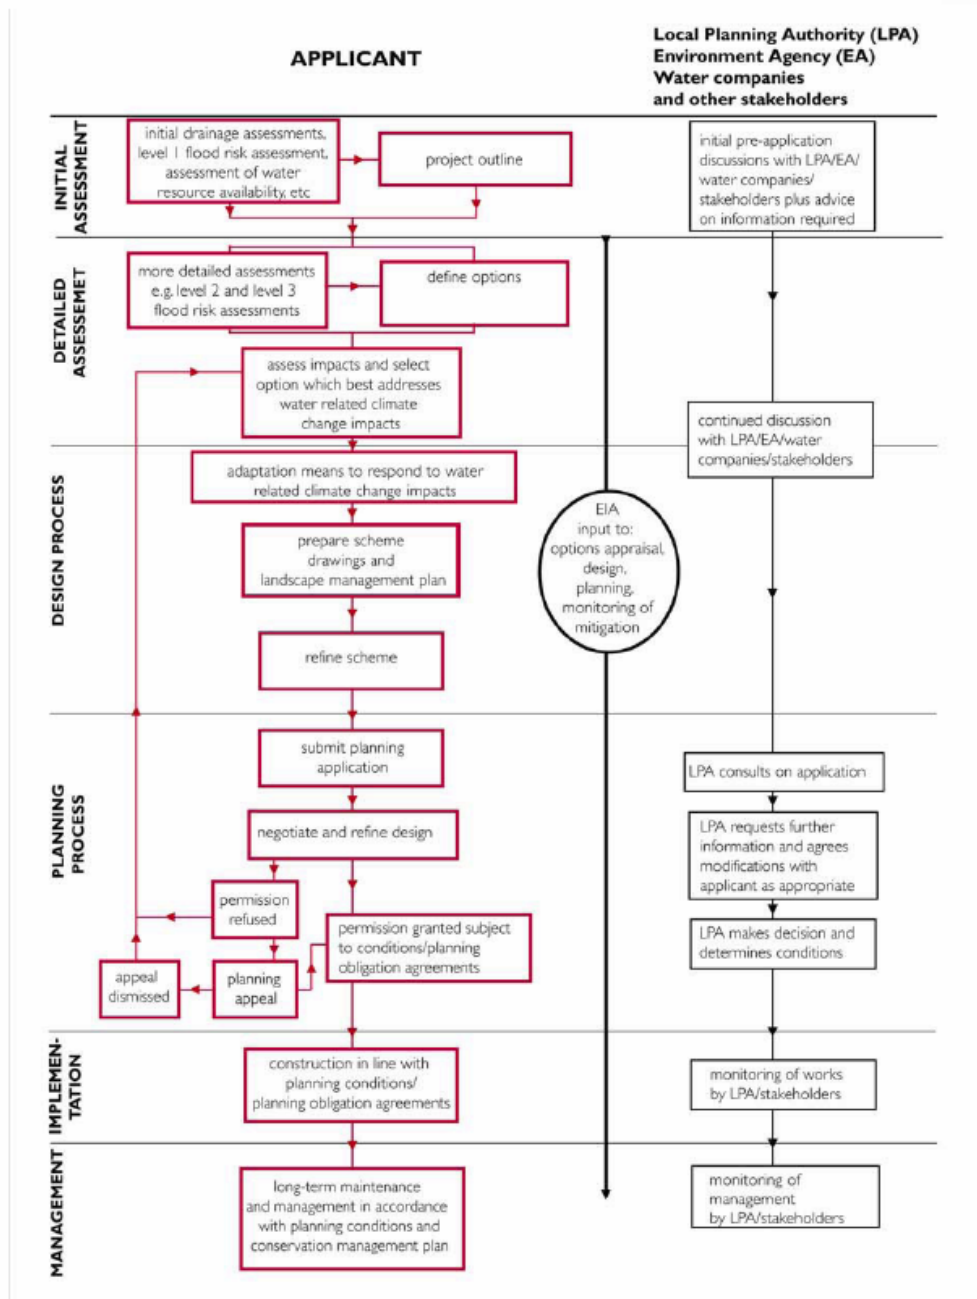 APPLICANT
Local Planning Authority (LPA)
Environment Agency (EA)
Water companies
and other stakeholders
INITIAL
ASSESSMENT
initial drainage assessments,
level 1 flood risk assessment,
assessment of water
resource availability, etc
project outline
initial pre-application
discussions with LPA/EA/
water companies/
stakeholders plus advice
on information required
DETAILED
ASSESSEMET
more detailed assessments
e.g. level 2 and level 3
flood risk assessments
define options
assess impacts and select
option which best addresses
water related climate
change impacts
continued discussion
with LPA/EA/water
companies/stakeholders
DESIGN PROCESS
adaptation means to respond to water
related climate change impacts
prepare scheme
drawings and
landscape management plan
refine scheme
EIA
input to:
options appraisal,
design,
planning,
monitoring of
mitigation
PLANNING
PROCESS
submit planning
application
negotiate and refine design
permission
refused
permission granted subject
to conditions/planning
obligation agreements
appeal
dismissed
planning
appeal
LPA consults on application
LPA requests further
information and agrees
modifications with
applicant as appropriate
LPA makes decision and
determines conditions
IMPLEMEN-
TATION
construction in line with
planning conditions/
planning obligation agreements
monitoring of works
by LPA/stakeholders
MANAGEMENT
long-term maintenance
and management in accordance
with planning conditions and
conservation management plan
monitoring of
management
by LPA/stakeholders